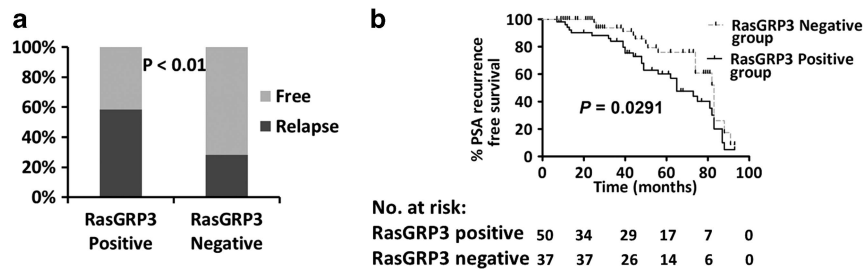 a
100%
80%
60%
40%
20%
0%
P < 0.01
Free
Relapse
RasGRP3 Positive
RasGRP3 Negative
b
% PSA recurrence
free survival
100
80
60
40
20
0
0 20 40 60 80 100
Time (months)
P = 0.0291
RasGRP3 Negative
group
RasGRP3 Positive
group
No. at risk:
RasGRP3 positive 50 34 29 17 7 0
RasGRP3 negative 37 37 26 14 6 0